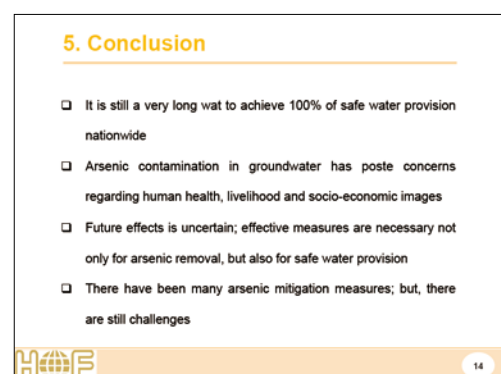 5. Conclusion
It is still a very long wat to achieve 100% of safe water provision
nationwide
Arsenic contamination in groundwater has poste concerns
regarding human health, livelihood and socio-economic images
Future effects is uncertain; effective measures are necessary not
only for arsenic removal, but also for safe water provision
There have been many arsenic mitigation measures; but, there
are still challenges
14